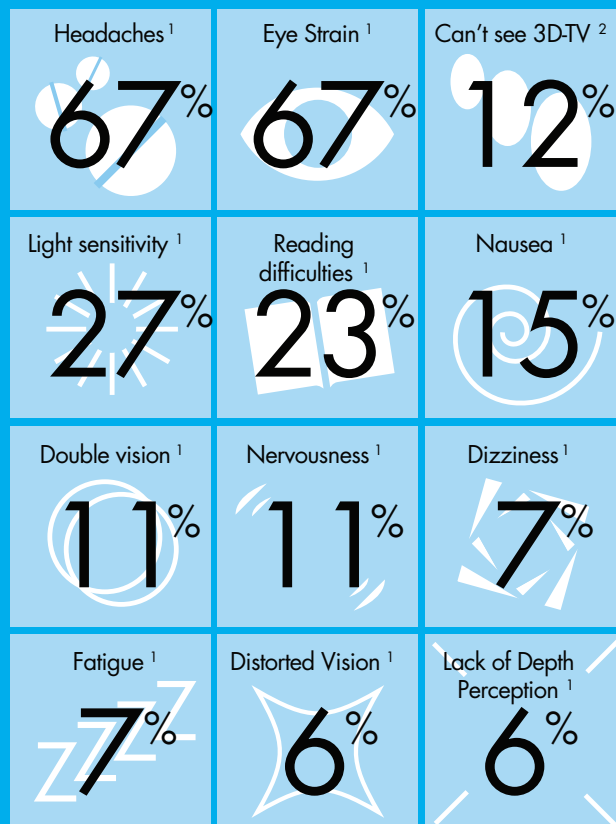 Headaches ¹
67%
Eye Strain ¹
67%
Can't see 3D-TV ²
12%
Light sensitivity ¹
27%
Reading
difficulties ¹
23%
Nausea ¹
15%
Double vision ¹
11%
Nervousness ¹
11%
Dizziness ¹
7%
Fatigue ¹
7%
Distorted Vision ¹
6%
Lack of Depth
Perception ¹
6%